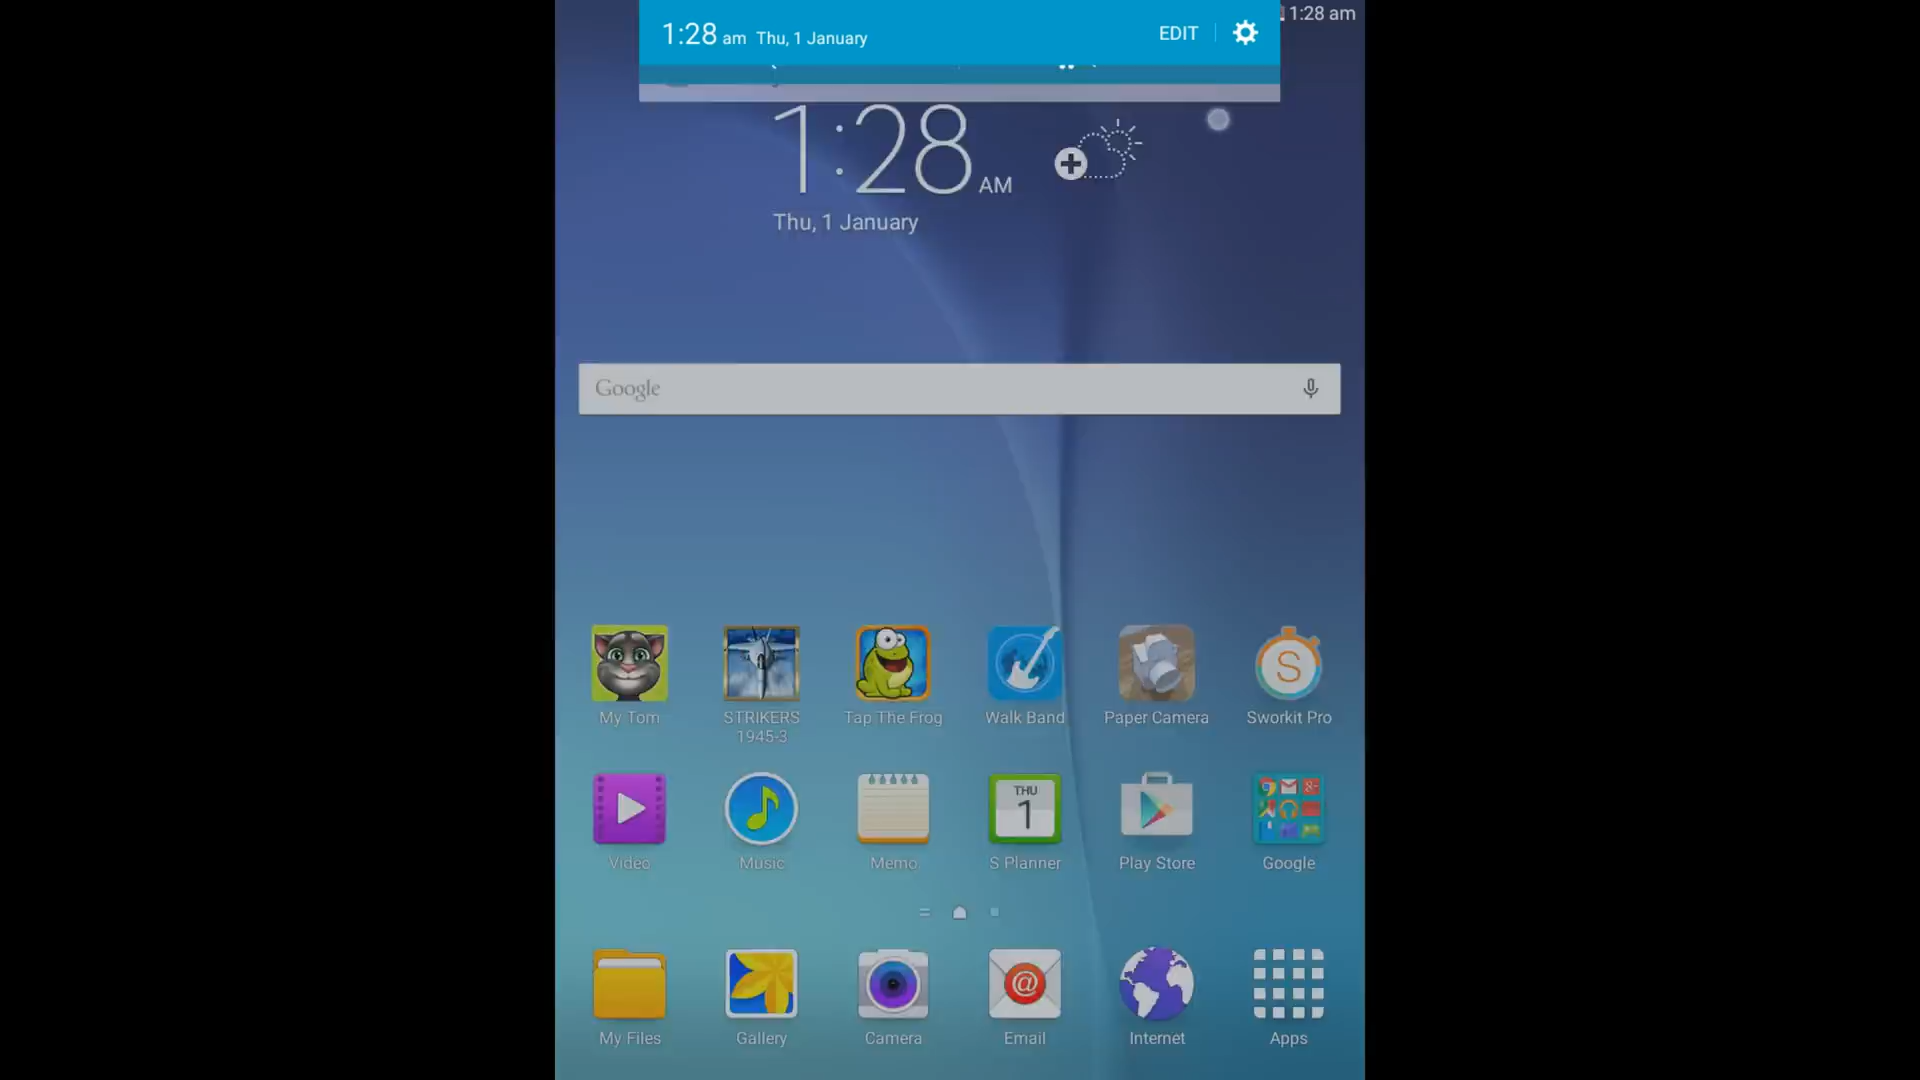 1:28 am Thu, 1 January EDIT
1:28 am
1:28 AM
Thu, 1 January
Google
My Tom STRIKERS 1945-3 Tap The Frog Walk Band Paper Camera Sworkit Pro
THU
1
S
Video Music Memo S Planner Play Store Google
@
My Files Gallery Camera Email Internet Apps